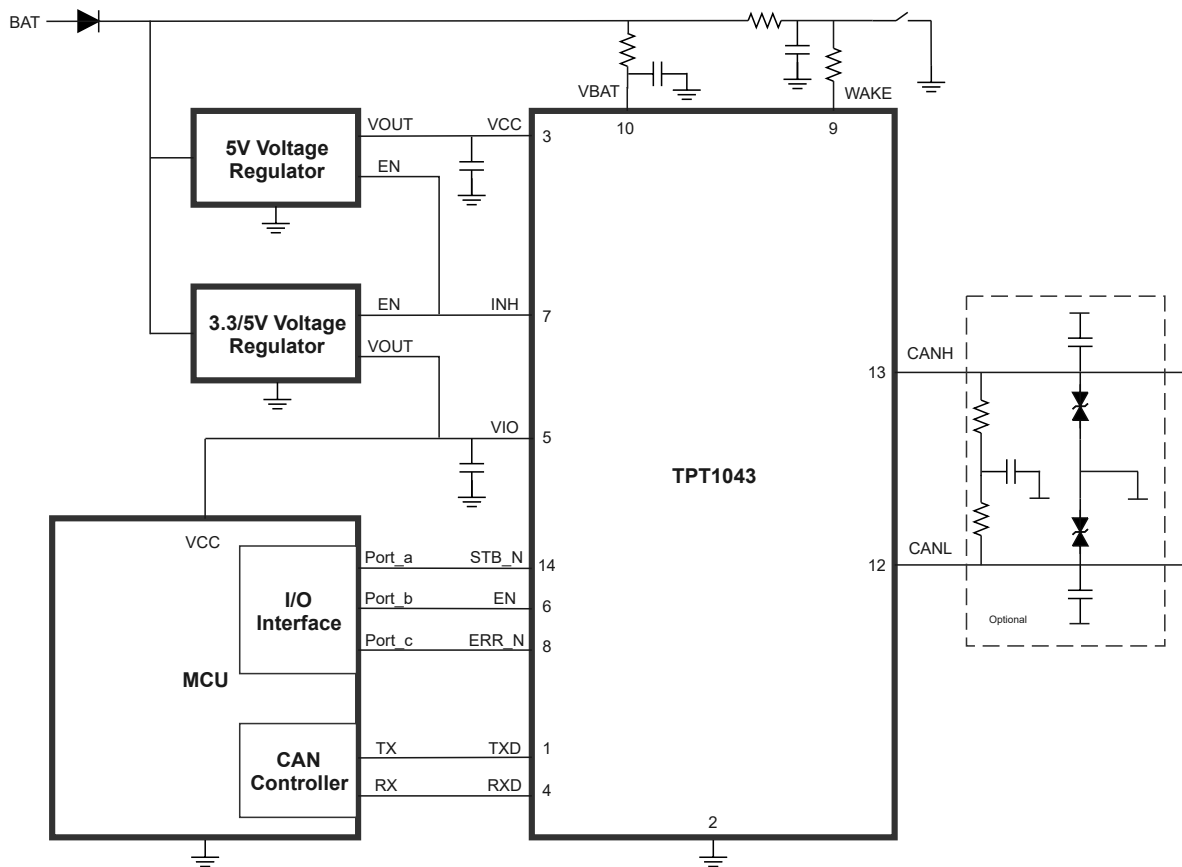 BAT
VBAT
WAKE
10
9
VOUT
VCC
3
5V Voltage
Regulator
EN
EN
INH
7
3.3/5V Voltage
Regulator
VOUT
CANH
13
VIO
5
TPT1043
VCC
CANL
12
Port_a
STB_N
14
I/O
Interface
Port_b
EN
6
Port_c
ERR_N
8
Optional
MCU
CAN
Controller
TX
TXD
1
RX
RXD
4
2